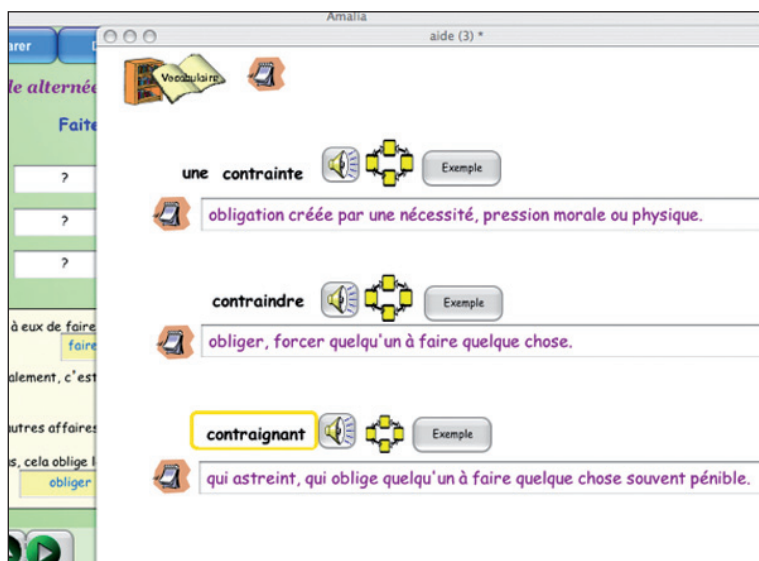 Amalia
aide (3) *
arer
D
Vocabulaire
le alternée
Faite
?
une contrainte
Exemple
obligation créée par une nécessité, pression morale ou physique.
?
?
contraindre
Exemple
à eux de faire
obliger, forcer quelqu'un à faire quelque chose.
faire
alement, c'est
autres affaires
contraignant
Exemple
s, cela oblige l
qui astreint, qui oblige quelqu'un à faire quelque chose souvent pénible.
obliger